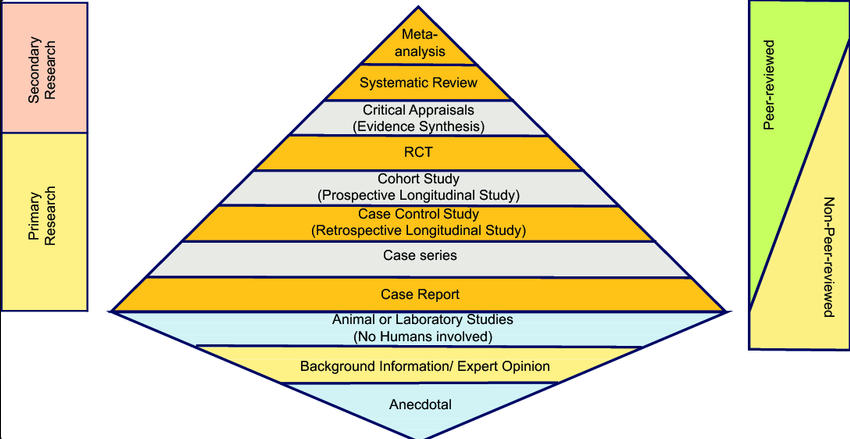 Secondary
Research
Primary
Research
Meta-
analysis
Systematic Review
Critical Appraisals
(Evidence Synthesis)
RCT
Cohort Study
(Prospective Longitudinal Study)
Case Control Study
(Retrospective Longitudinal Study)
Case series
Case Report
Animal or Laboratory Studies
(No Humans involved)
Background Information/ Expert Opinion
Anecdotal
Peer-reviewed
Non-Peer-reviewed